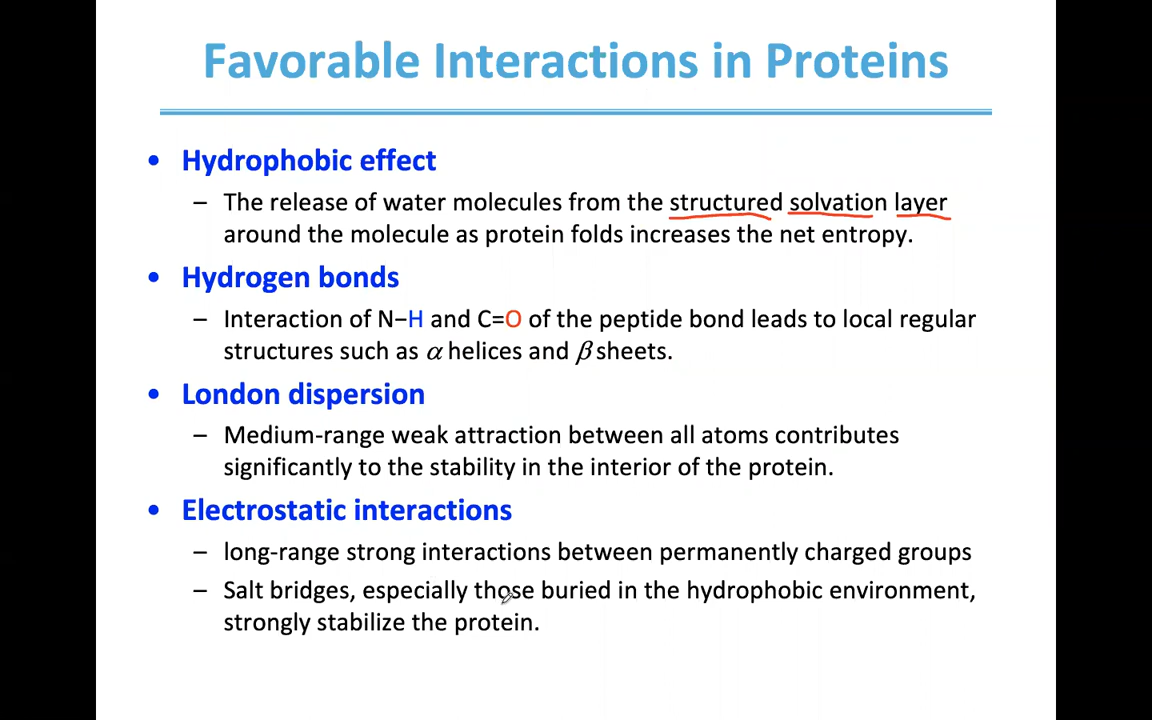 Favorable Interactions in Proteins
• Hydrophobic effect
– The release of water molecules from the structured solvation layer
around the molecule as protein folds increases the net entropy.
• Hydrogen bonds
– Interaction of N−H and C=O of the peptide bond leads to local regular
structures such as α helices and β sheets.
• London dispersion
– Medium-range weak attraction between all atoms contributes
significantly to the stability in the interior of the protein.
• Electrostatic interactions
– long-range strong interactions between permanently charged groups
– Salt bridges, especially those buried in the hydrophobic environment,
strongly stabilize the protein.